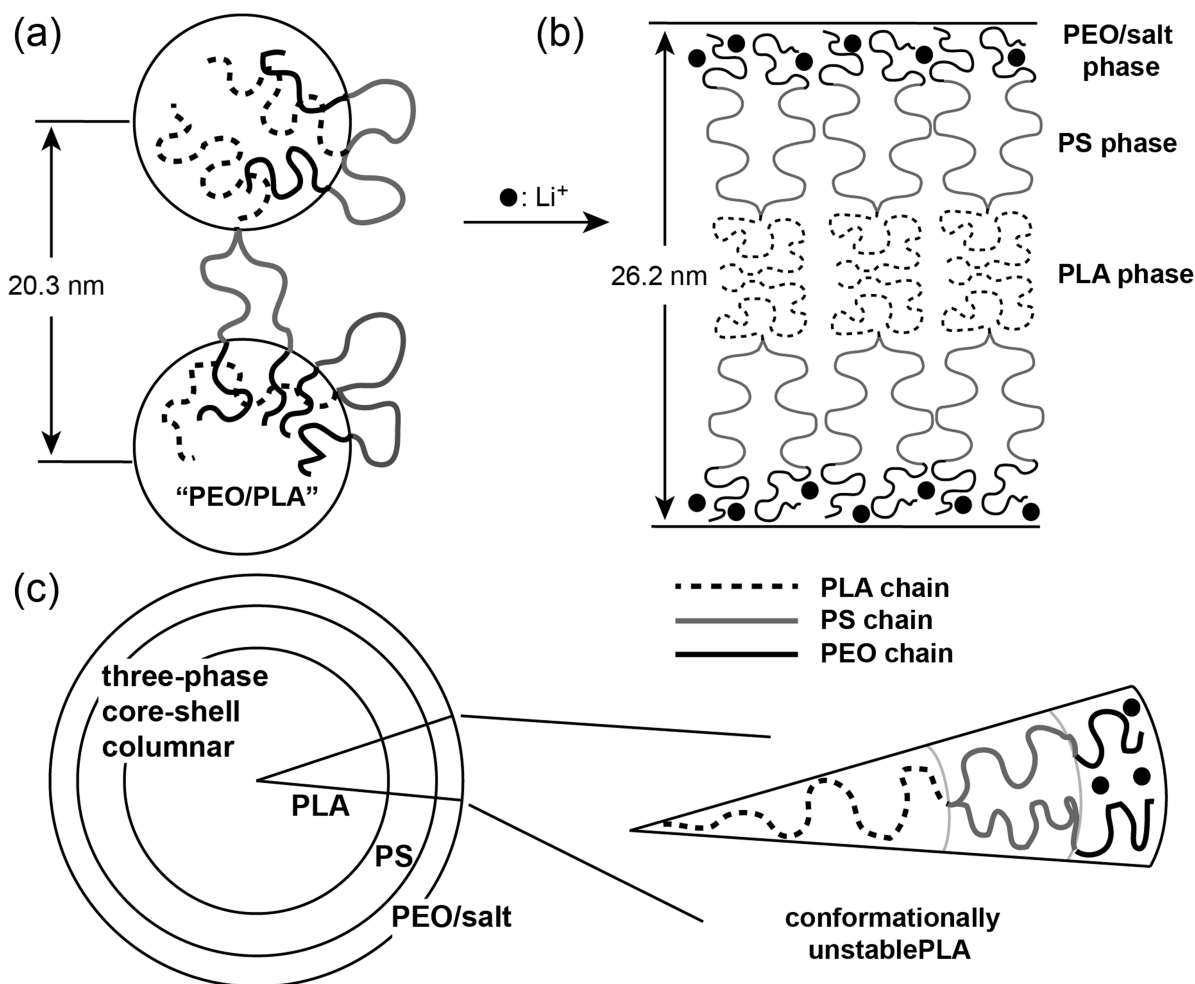 (a)
20.3 nm
“PEO/PLA”
●: Li⁺
(b)
26.2 nm
PEO/salt
phase
PS phase
PLA phase
PLA chain
PS chain
PEO chain
(c)
three-phase
core-shell
columnar
PLA
PS
PEO/salt
conformationally
unstablePLA